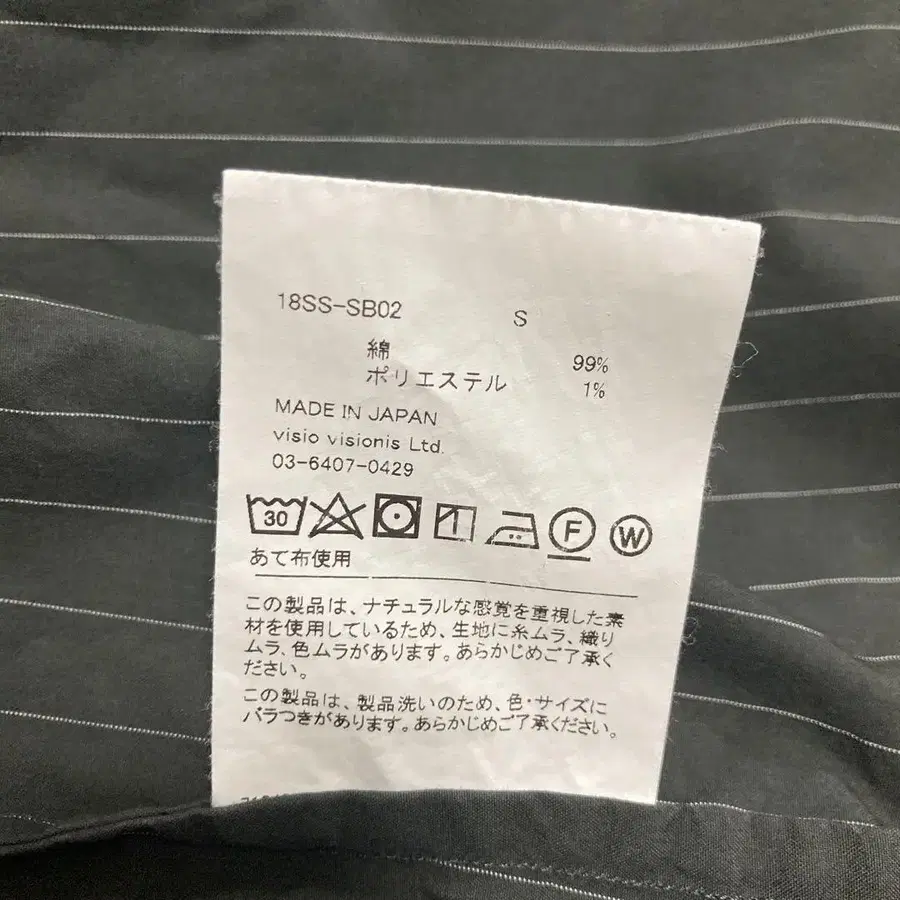 18SS-SB02 S
綿 99%
ポリエステル 1%
MADE IN JAPAN
visio visionis Ltd.
03-6407-0429
30 F W
あて布使用
この製品は、ナチュラルな感覚を重視した素
材を使用しているため、生地に糸ムラ、織り
ムラ、色ムラがあります。あらかじめご了承く
ださい。
この製品は、製品洗いのため、色・サイズに
バラつきがあります。あらかじめご了承ください。